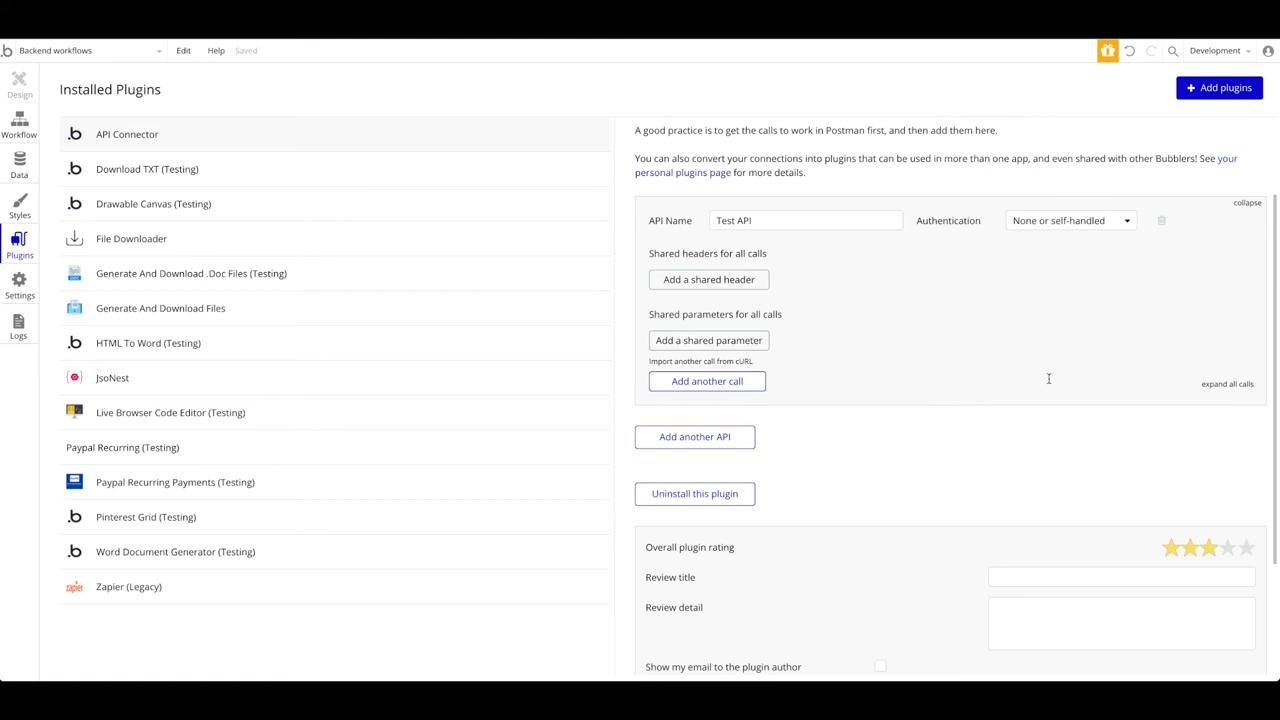 Backend workflows Edit Help Saved Development
Design
Workflow
Data
Styles
Plugins
Settings
Logs
Installed Plugins
+ Add plugins
API Connector
Download TXT (Testing)
Drawable Canvas (Testing)
File Downloader
Generate And Download .Doc Files (Testing)
Generate And Download Files
HTML To Word (Testing)
JsoNest
Live Browser Code Editor (Testing)
Paypal Recurring (Testing)
Paypal Recurring Payments (Testing)
Pinterest Grid (Testing)
Word Document Generator (Testing)
zapier Zapier (Legacy)
A good practice is to get the calls to work in Postman first, and then add them here.
You can also convert your connections into plugins that can be used in more than one app, and even shared with other Bubblers! See your
personal plugins page for more details.
collapse
API Name Test API Authentication None or self-handled
Shared headers for all calls
Add a shared header
Shared parameters for all calls
Add a shared parameter
Import another call from cURL
Add another call
expand all calls
Add another API
Uninstall this plugin
Overall plugin rating
Review title
Review detail
Show my email to the plugin author